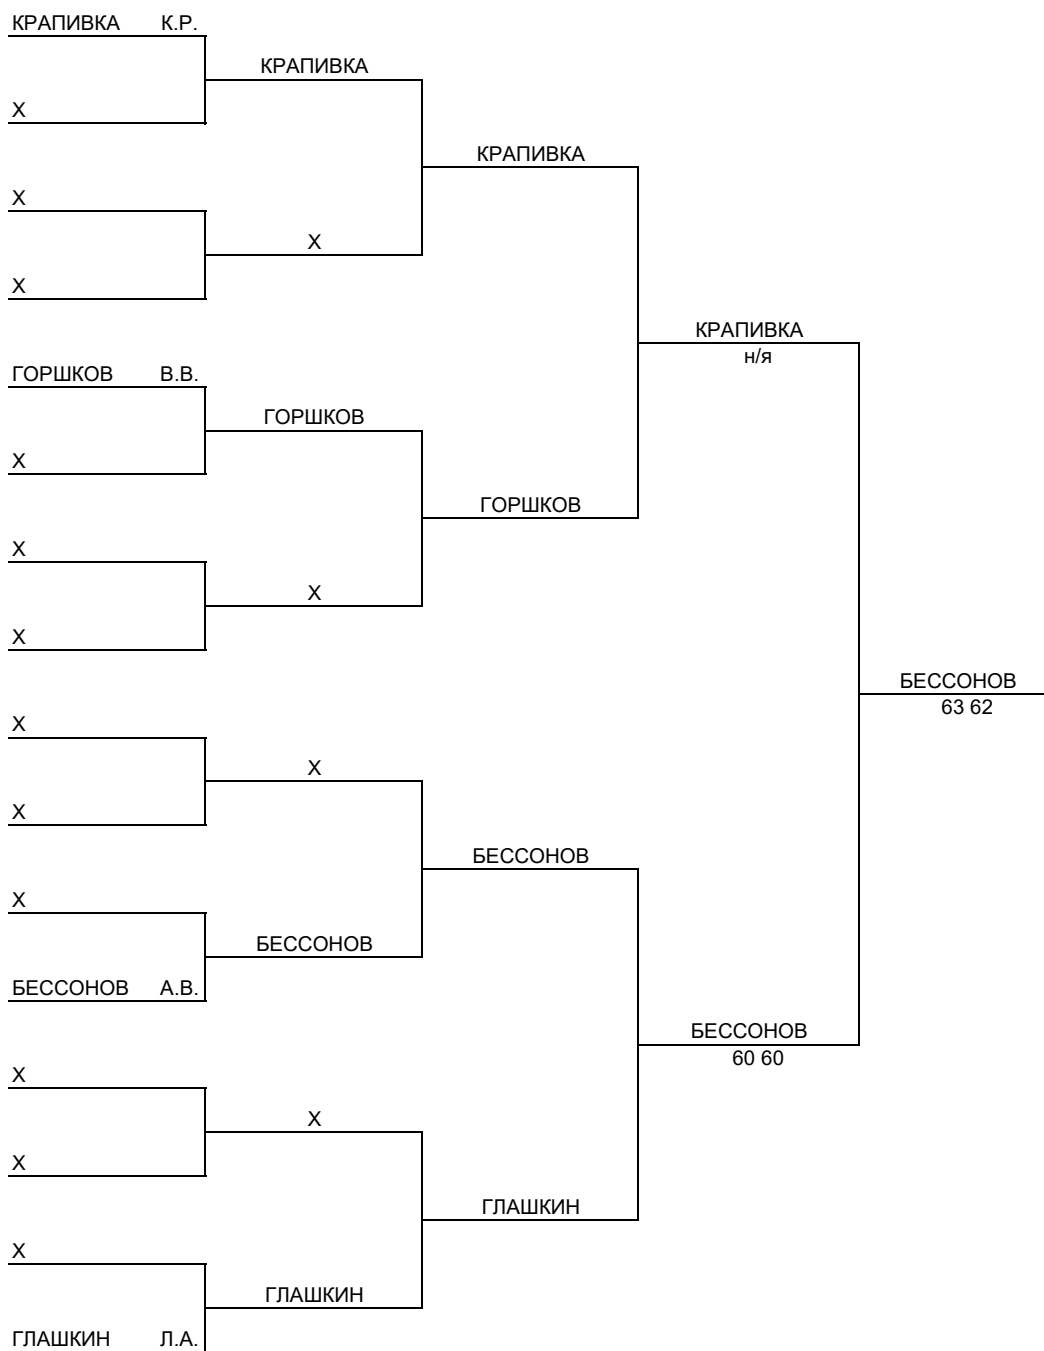 КРАПИВКА К.Р.
КРАПИВКА
X
КРАПИВКА
X
X
X
КРАПИВКА
н/я
ГОРШКОВ В.В.
ГОРШКОВ
X
ГОРШКОВ
X
X
X
БЕССОНОВ
63 62
X
X
X
БЕССОНОВ
X
БЕССОНОВ
БЕССОНОВ А.В.
БЕССОНОВ
60 60
X
X
X
ГЛАШКИН
X
ГЛАШКИН
ГЛАШКИН Л.А.